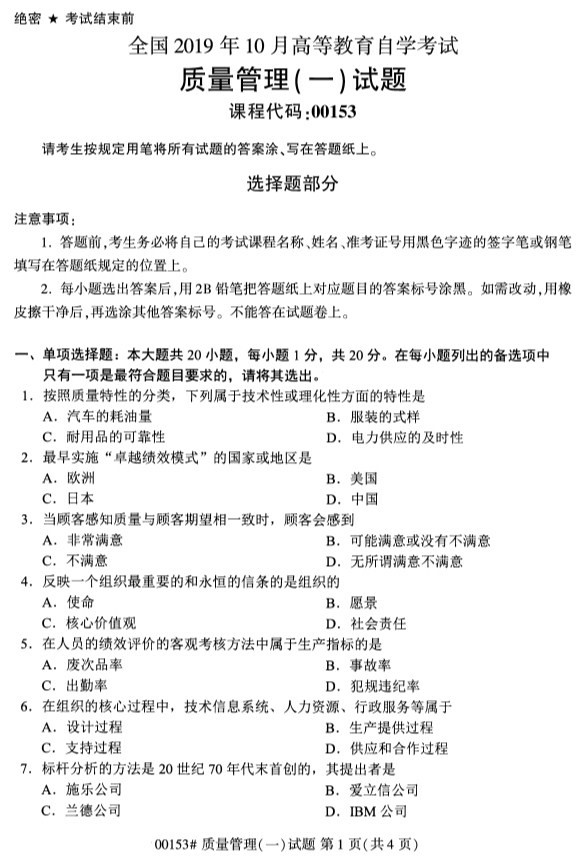 绝密 ★ 考试结束前
全国 2019 年 10 月高等教育自学考试
质量管理(一)试题
课程代码:00153
请考生按规定用笔将所有试题的答案涂、写在答题纸上。
选择题部分
注意事项:
1. 答题前,考生务必将自己的考试课程名称、姓名、准考证号用黑色字迹的签字笔或钢笔
填写在答题纸规定的位置上。
2. 每小题选出答案后,用 2B 铅笔把答题纸上对应题目的答案标号涂黑。如需改动,用橡
皮擦干净后,再选涂其他答案标号。不能答在试题卷上。
一、单项选择题：本大题共 20 小题，每小题 1 分，共 20 分。在每小题列出的备选项中
只有一项是最符合题目要求的，请将其选出。
1. 按照质量特性的分类，下列属于技术性或理化性方面的特性是
A. 汽车的耗油量 B. 服装的式样
C. 耐用品的可靠性 D. 电力供应的及时性
2. 最早实施“卓越绩效模式”的国家或地区是
A. 欧洲 B. 美国
C. 日本 D. 中国
3. 当顾客感知质量与顾客期望相一致时，顾客会感到
A. 非常满意 B. 可能满意或没有不满意
C. 不满意 D. 无所谓满意不满意
4. 反映一个组织最重要的和永恒的信条的是组织的
A. 使命 B. 愿景
C. 核心价值观 D. 社会责任
5. 在人员的绩效评价的客观考核方法中属于生产指标的是
A. 废次品率 B. 事故率
C. 出勤率 D. 犯规违纪率
6. 在组织的核心过程中，技术信息系统、人力资源、行政服务等属于
A. 设计过程 B. 生产提供过程
C. 支持过程 D. 供应和合作过程
7. 标杆分析的方法是 20 世纪 70 年代末首创的，其提出者是
A. 施乐公司 B. 爱立信公司
C. 兰德公司 D. IBM 公司
00153# 质量管理(一)试题 第 1 页(共 4 页)